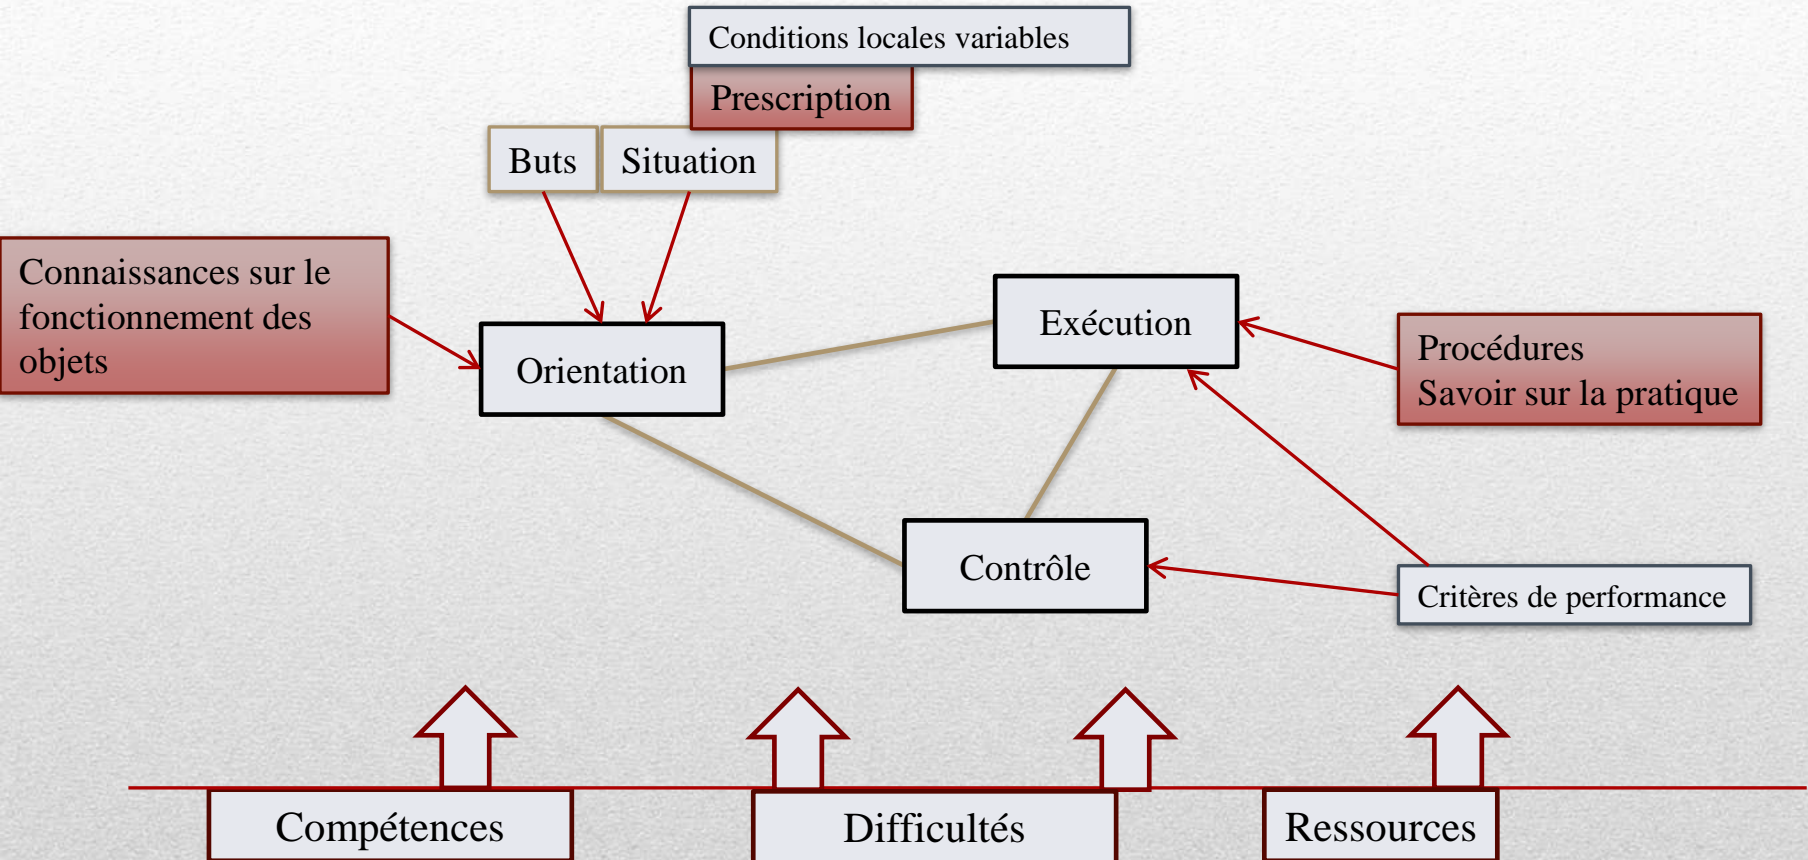 Conditions locales variables
Prescription
Buts
Situation
Connaissances sur le
fonctionnement des
objets
Orientation
Exécution
Procédures
Savoir sur la pratique
Contrôle
Critères de performance
Compétences
Difficultés
Ressources